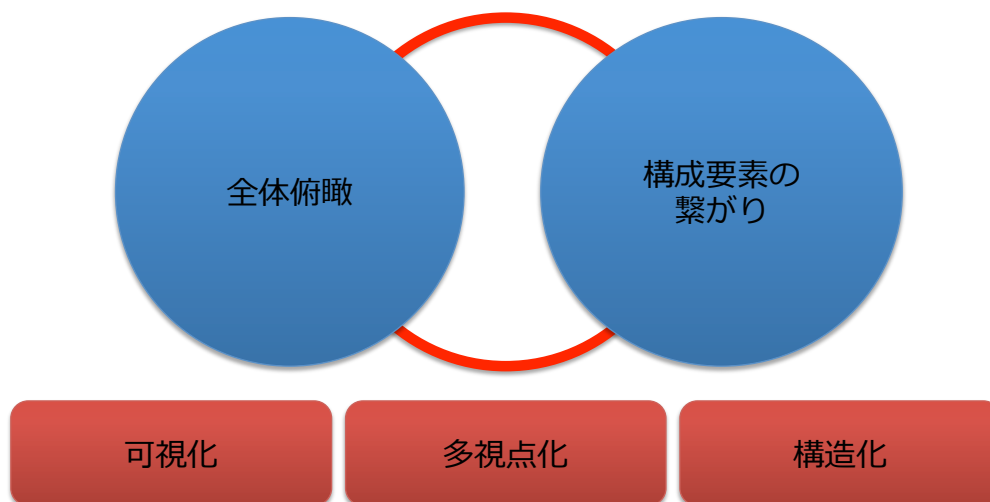 全体俯瞰
構成要素の
繋がり
可視化
多視点化
構造化